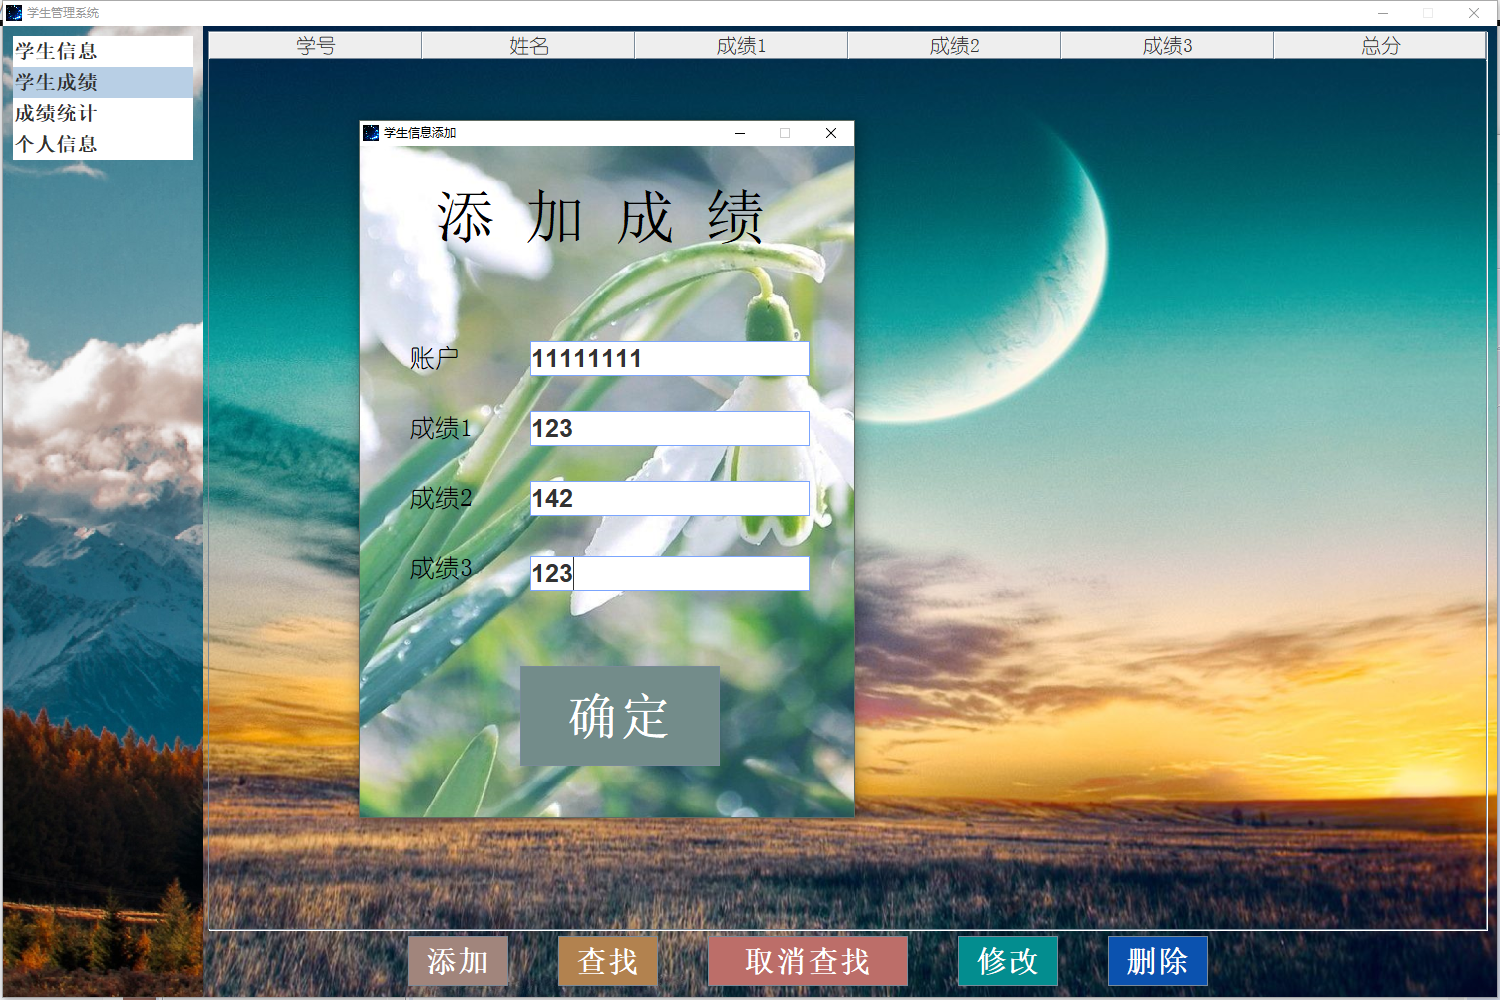 学生管理系统
学生信息
学生成绩
成绩统计
个人信息
学号 姓名 成绩1 成绩2 成绩3 总分
学生信息添加
添加成绩
账户 11111111
成绩1 123
成绩2 142
成绩3 123
确定
添加 查找 取消查找 修改 删除